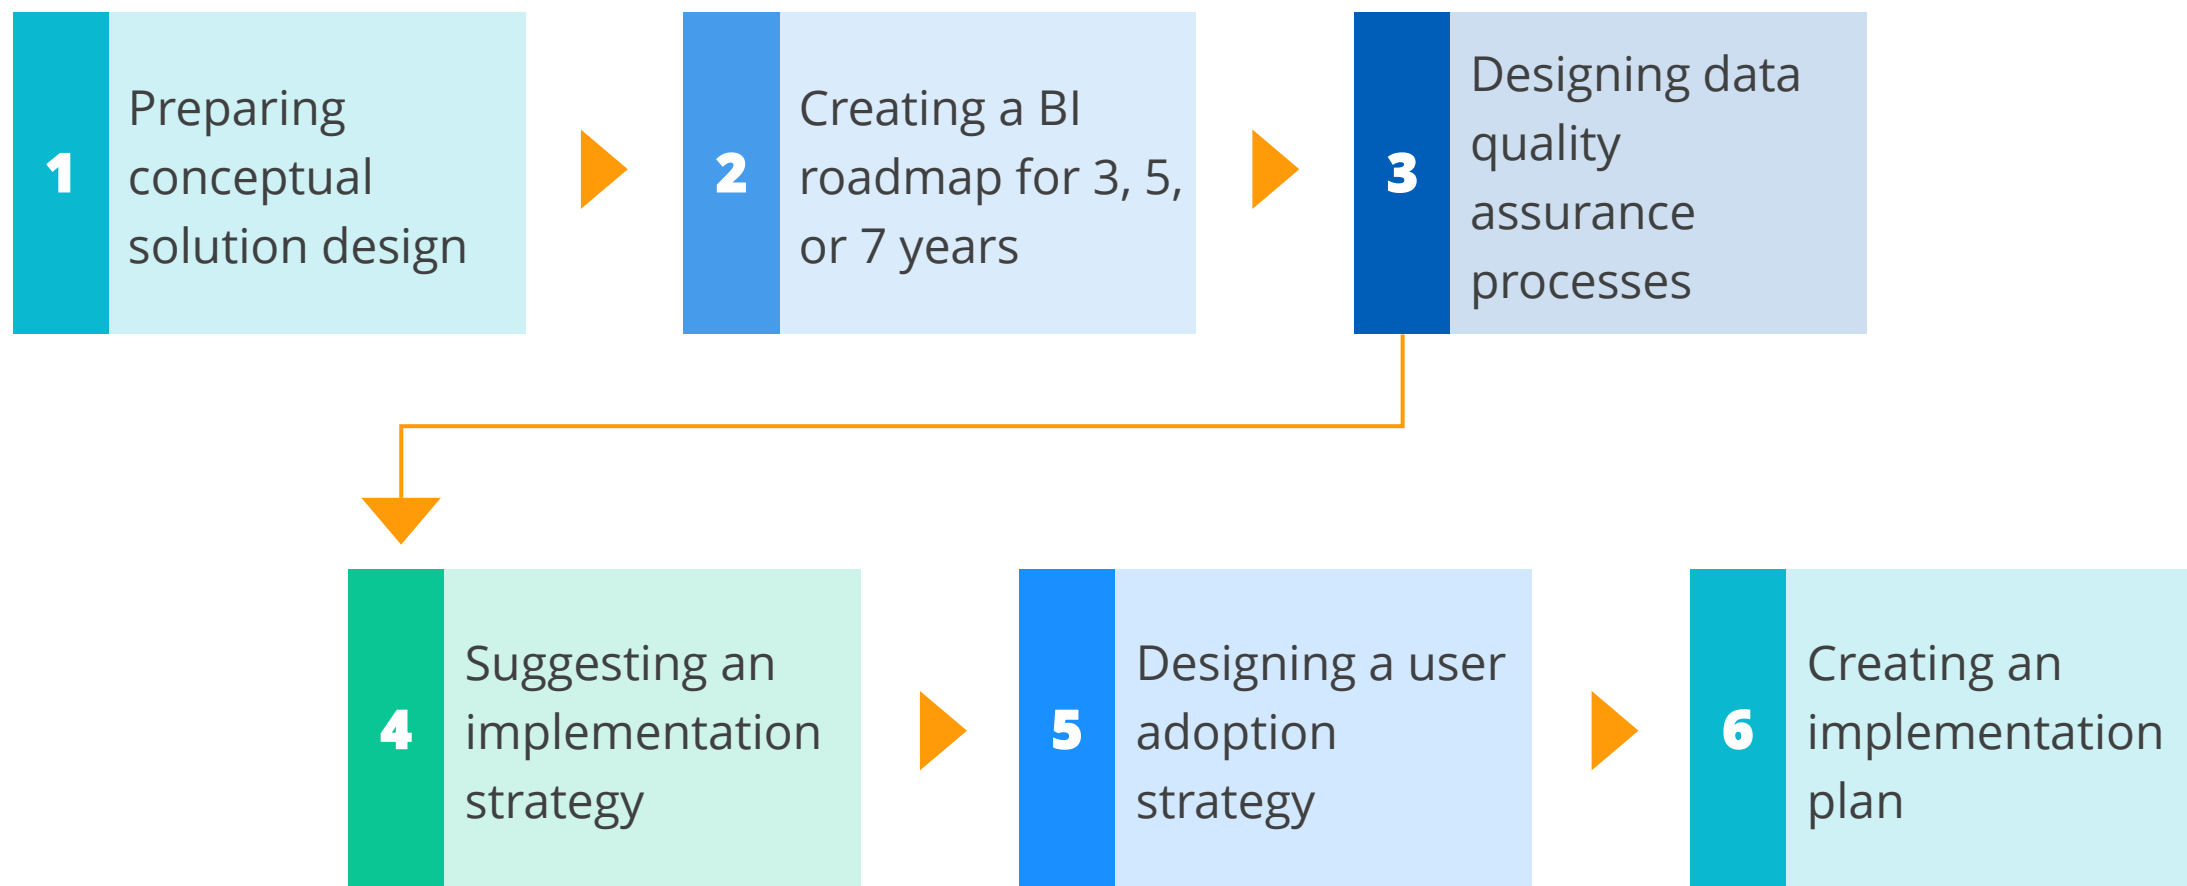 1
Preparing
conceptual
solution design
2
Creating a BI
roadmap for 3, 5,
or 7 years
3
Designing data
quality
assurance
processes
4
Suggesting an
implementation
strategy
5
Designing a user
adoption
strategy
6
Creating an
implementation
plan